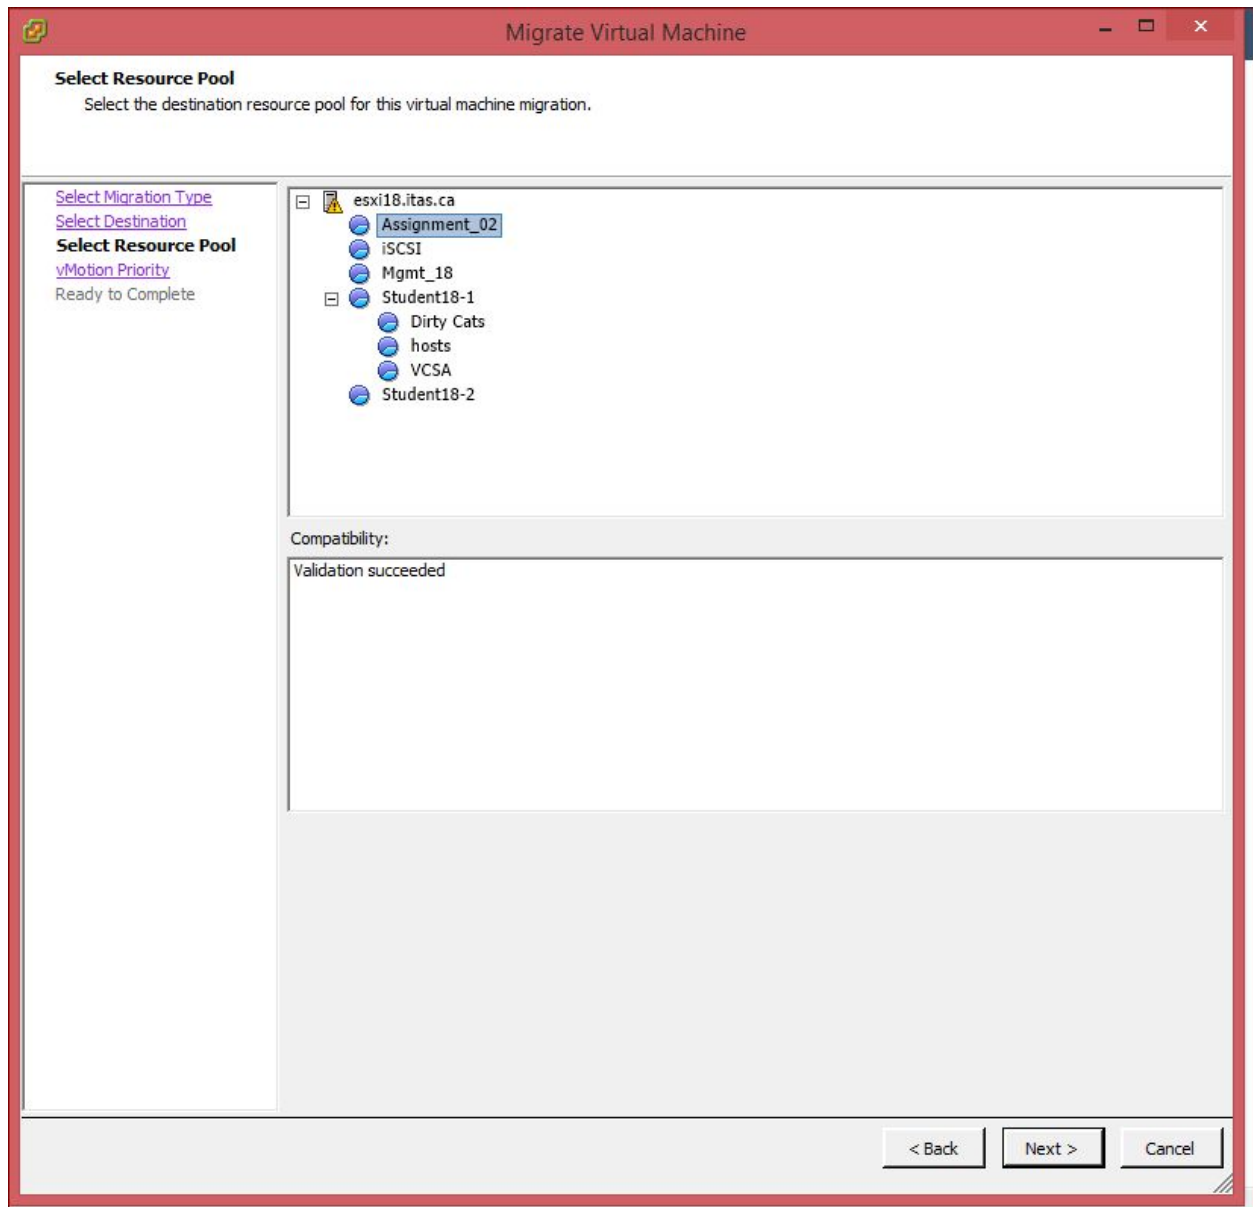 Migrate Virtual Machine
Select Resource Pool
Select the destination resource pool for this virtual machine migration.
Select Migration Type
Select Destination
Select Resource Pool
vMotion Priority
Ready to Complete
esxi18.itas.ca
Assignment_02
iSCSI
Mgmt_18
Student18-1
Dirty Cats
hosts
VCSA
Student18-2
Compatibility:
Validation succeeded
< Back Next > Cancel